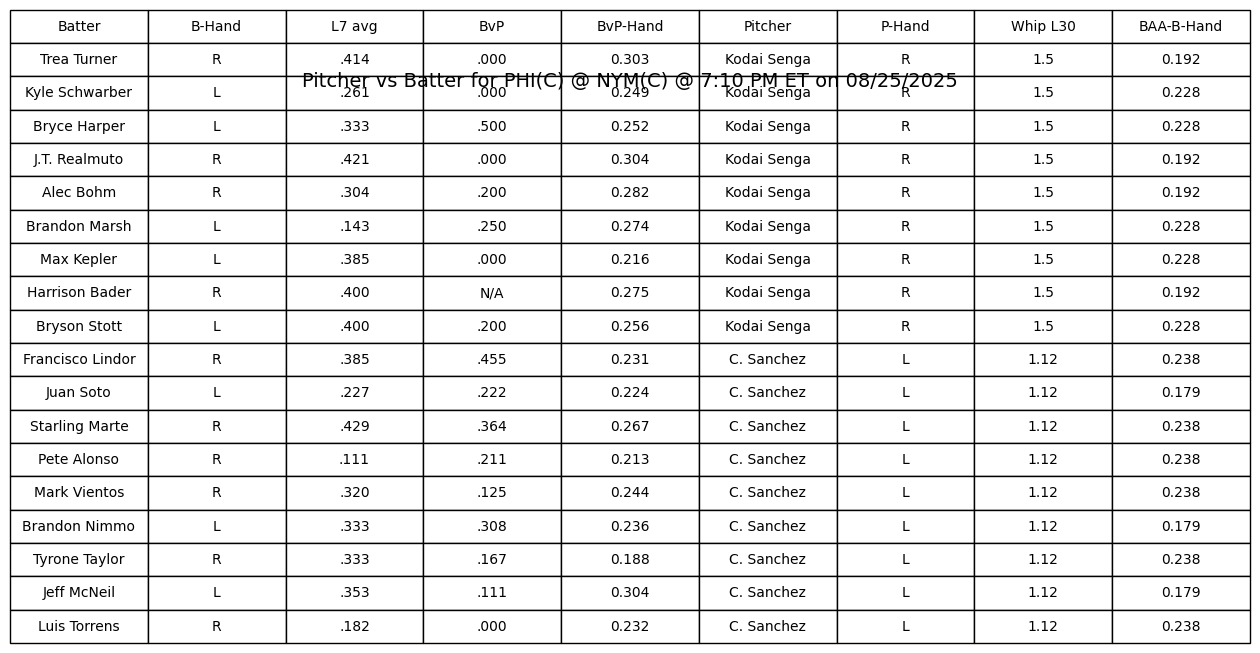 Batter B-Hand L7 avg BvP BvP-Hand Pitcher P-Hand Whip L30 BAA-B-Hand
Trea Turner R .414 .000 0.303 Kodai Senga R 1.5 0.192
Pitcher vs Batter for PHI(C) @ NYM(C) @ 7:10 PM ET on 08/25/2025
Kyle Schwarber L .261 .000 0.249 Kodai Senga R 1.5 0.228
Bryce Harper L .333 .500 0.252 Kodai Senga R 1.5 0.228
J.T. Realmuto R .421 .000 0.304 Kodai Senga R 1.5 0.192
Alec Bohm R .304 .200 0.282 Kodai Senga R 1.5 0.192
Brandon Marsh L .143 .250 0.274 Kodai Senga R 1.5 0.228
Max Kepler L .385 .000 0.216 Kodai Senga R 1.5 0.228
Harrison Bader R .400 N/A 0.275 Kodai Senga R 1.5 0.192
Bryson Stott L .400 .200 0.256 Kodai Senga R 1.5 0.228
Francisco Lindor R .385 .455 0.231 C. Sanchez L 1.12 0.238
Juan Soto L .227 .222 0.224 C. Sanchez L 1.12 0.179
Starling Marte R .429 .364 0.267 C. Sanchez L 1.12 0.238
Pete Alonso R .111 .211 0.213 C. Sanchez L 1.12 0.238
Mark Vientos R .320 .125 0.244 C. Sanchez L 1.12 0.238
Brandon Nimmo L .333 .308 0.236 C. Sanchez L 1.12 0.179
Tyrone Taylor R .333 .167 0.188 C. Sanchez L 1.12 0.238
Jeff McNeil L .353 .111 0.304 C. Sanchez L 1.12 0.179
Luis Torrens R .182 .000 0.232 C. Sanchez L 1.12 0.238